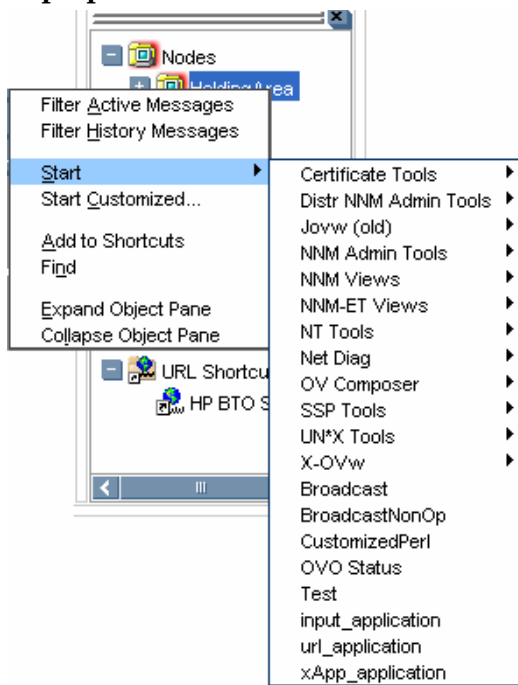 Nodes
Holding Area
Filter Active Messages
Filter History Messages
Start
Start Customized...
Add to Shortcuts
Find
Expand Object Pane
Collapse Object Pane
Certificate Tools
Distr NNM Admin Tools
Jovw (old)
NNM Admin Tools
NNM Views
NNM-ET Views
NT Tools
Net Diag
OV Composer
SSP Tools
UN*X Tools
X-OVw
Broadcast
BroadcastNonOp
CustomizedPerl
OVO Status
Test
input_application
url_application
xApp_application
URL Shortcu
HP BTO S